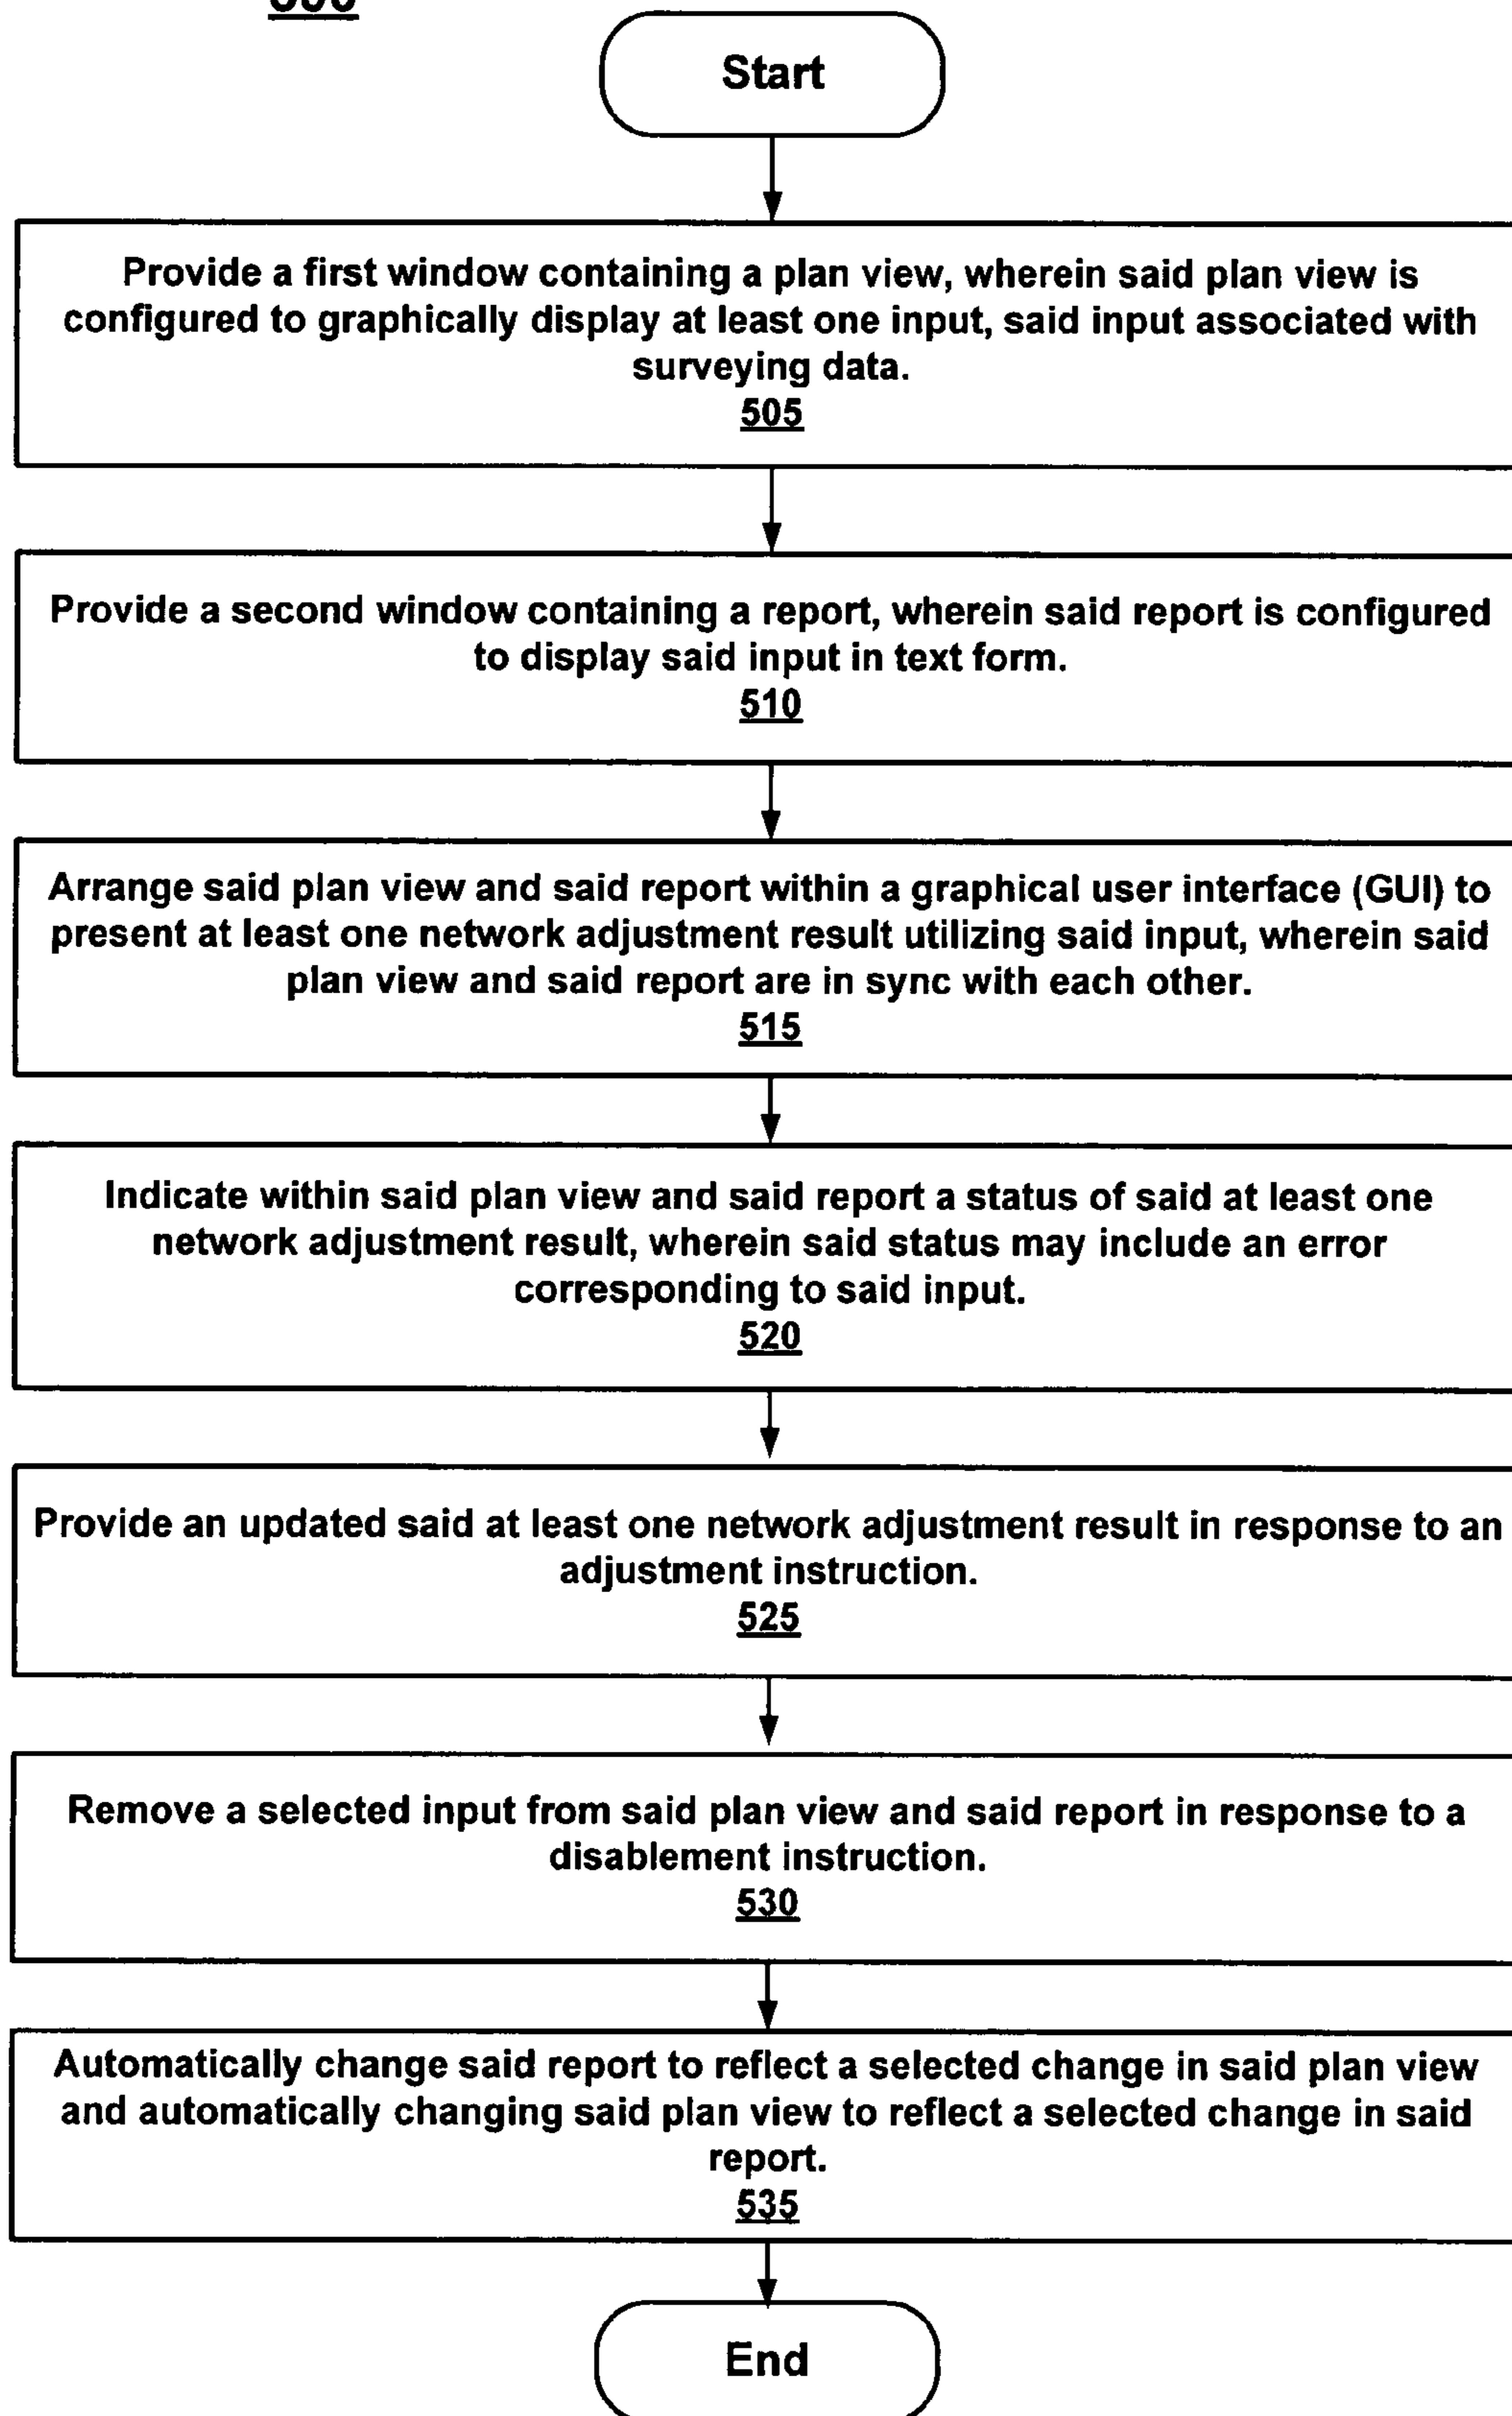 Start
Provide a first window containing a plan view, wherein said plan view is
configured to graphically display at least one input, said input associated with
surveying data.
505
Provide a second window containing a report, wherein said report is configured
to display said input in text form.
510
Arrange said plan view and said report within a graphical user interface (GUI) to
present at least one network adjustment result utilizing said input, wherein said
plan view and said report are in sync with each other.
515
Indicate within said plan view and said report a status of said at least one
network adjustment result, wherein said status may include an error
corresponding to said input.
520
Provide an updated said at least one network adjustment result in response to an
adjustment instruction.
525
Remove a selected input from said plan view and said report in response to a
disablement instruction.
530
Automatically change said report to reflect a selected change in said plan view
and automatically changing said plan view to reflect a selected change in said
report.
535
End